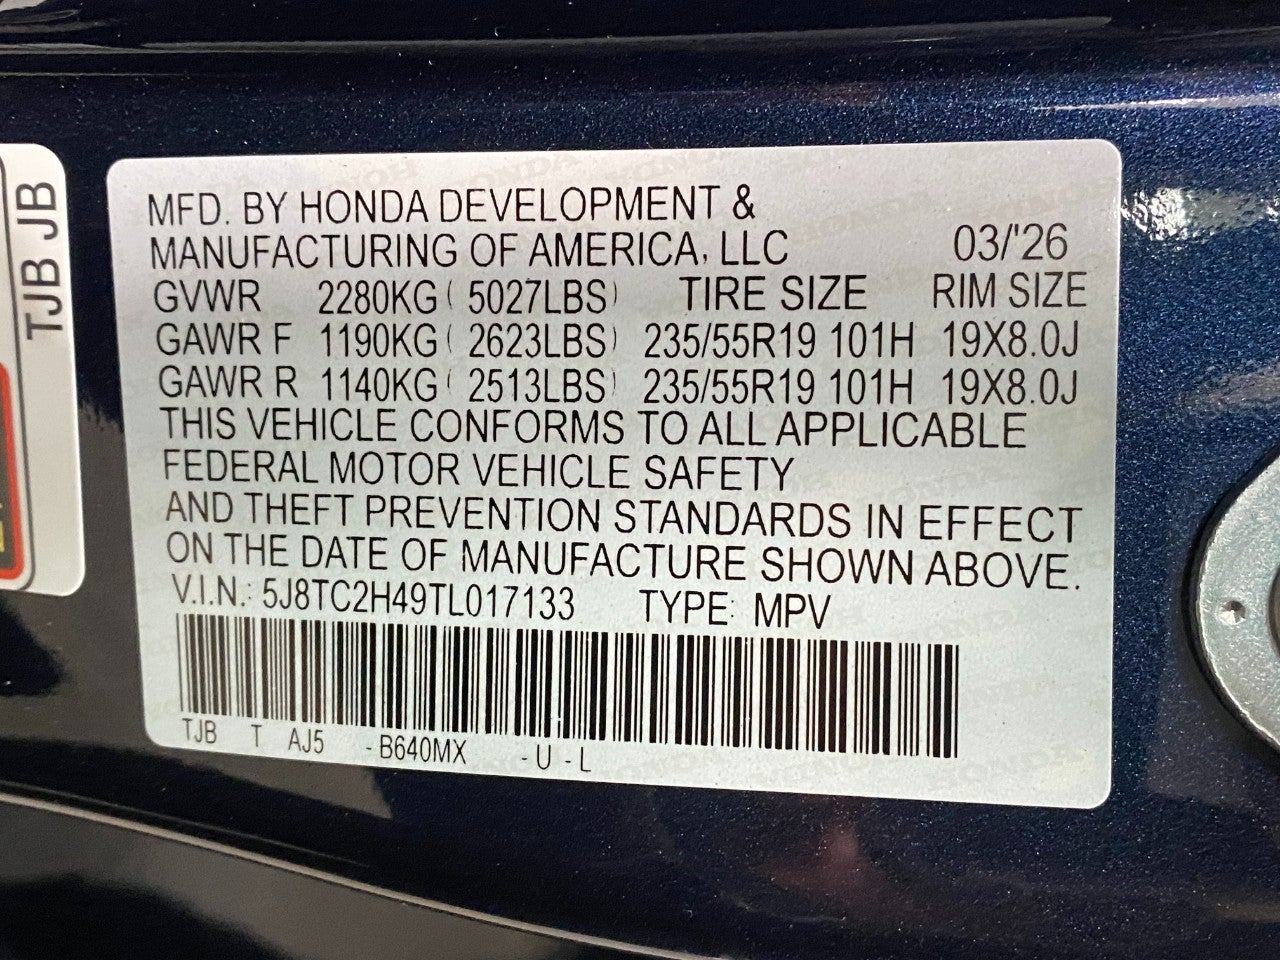 TJB JB
MFD. BY HONDA DEVELOPMENT &
MANUFACTURING OF AMERICA, LLC 03/'26
GVWR 2280KG ( 5027LBS) TIRE SIZE RIM SIZE
GAWR F 1190KG ( 2623LBS) 235/55R19 101H 19X8.0J
GAWR R 1140KG ( 2513LBS) 235/55R19 101H 19X8.0J
THIS VEHICLE CONFORMS TO ALL APPLICABLE
FEDERAL MOTOR VEHICLE SAFETY
AND THEFT PREVENTION STANDARDS IN EFFECT
ON THE DATE OF MANUFACTURE SHOWN ABOVE.
V.I.N.: 5J8TC2H49TL017133 TYPE: MPV
TJB T AJ5 -B640MX -U-L